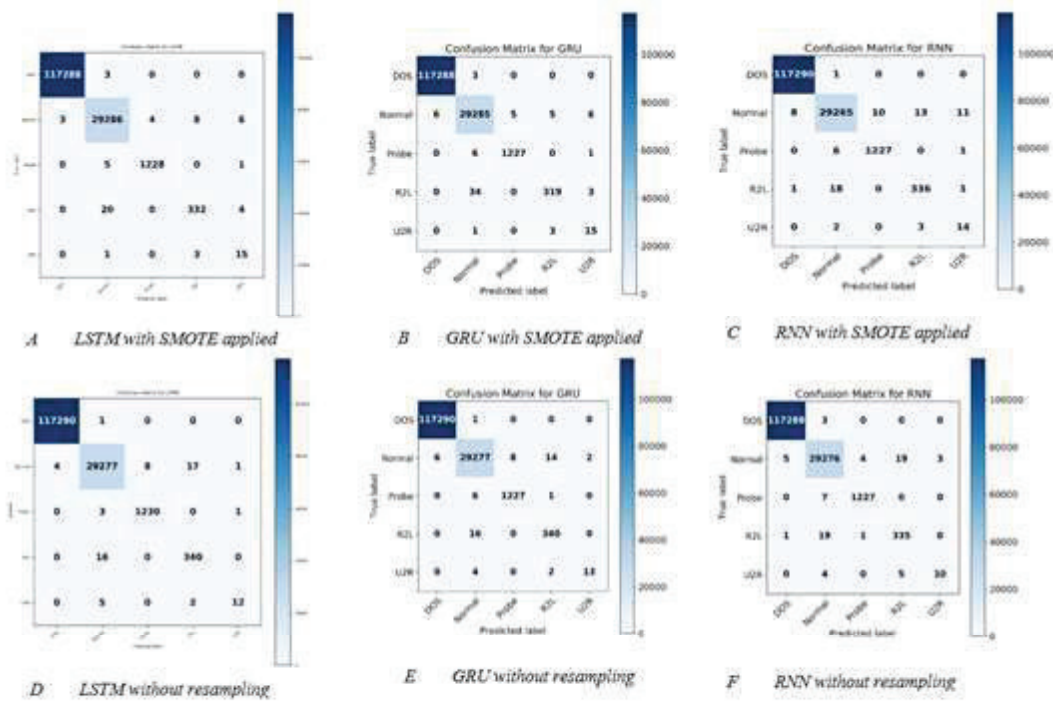 Confusion Matrix for GRU
Confusion Matrix for RNN
DOS 117288 3 0 0 0
Normal 6 29285 5 5 6
Probe 0 6 1227 0 1
R2L 0 34 0 319 3
U2R 0 1 0 3 15
DOS Normal Probe R2L U2R
True label
Predicted label
100000
80000
60000
40000
20000
0
DOS 117290 1 0 0 0
Normal 8 29265 10 13 11
Probe 0 6 1227 0 1
R2L 1 18 0 336 1
U2R 0 2 0 3 14
DOS Normal Probe R2L U2R
True label
Predicted label
100000
80000
60000
40000
20000
0
117288 3 0 0 0
3 29286 4 8 6
0 5 1228 0 1
0 20 0 332 4
0 1 0 3 15
A LSTM with SMOTE applied
B GRU with SMOTE applied
C RNN with SMOTE applied
117290 1 0 0 0
4 29277 8 17 1
0 3 1230 0 1
0 16 0 340 0
0 5 0 2 12
Confusion Matrix for GRU
DOS 117290 1 0 0 0
Normal 6 29277 8 14 2
Probe 0 6 1227 1 0
R2L 0 16 0 340 0
U2R 0 4 0 2 13
DOS Normal Probe R2L U2R
True label
Predicted label
100000
80000
60000
40000
20000
0
Confusion Matrix for RNN
DOS 117288 3 0 0 0
Normal 5 29276 4 19 3
Probe 0 7 1227 0 0
R2L 1 19 1 335 0
U2R 0 4 0 5 10
DOS Normal Probe R2L U2R
True label
Predicted label
100000
80000
60000
40000
20000
0
D LSTM without resampling
E GRU without resampling
F RNN without resampling